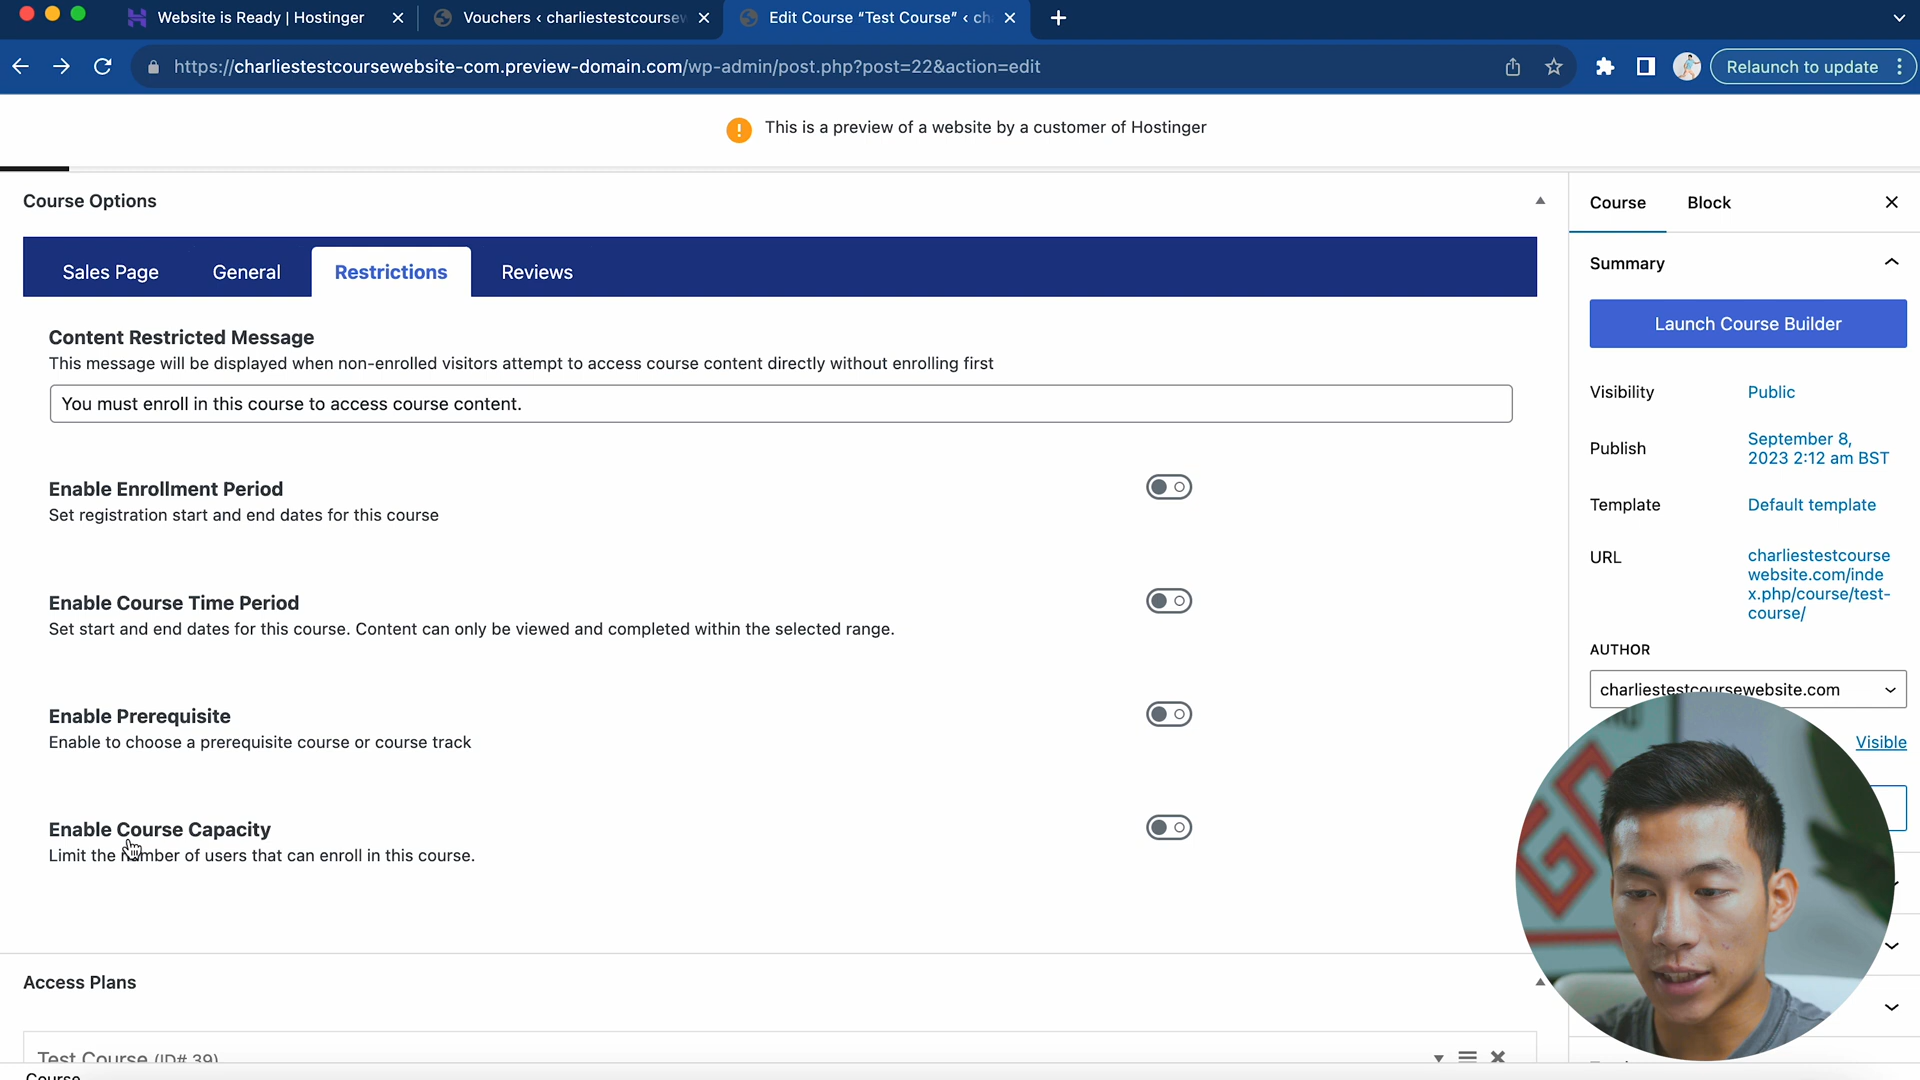 Website is Ready | Hostinger
Vouchers ‹ charliestestcoursew
Edit Course “Test Course” ‹ ch
https://charliestestcoursewebsite-com.preview-domain.com/wp-admin/post.php?post=22&action=edit
Relaunch to update
This is a preview of a website by a customer of Hostinger
Course Options
Sales Page
General
Restrictions
Reviews
Content Restricted Message
This message will be displayed when non-enrolled visitors attempt to access course content directly without enrolling first
You must enroll in this course to access course content.
Enable Enrollment Period
Set registration start and end dates for this course
Enable Course Time Period
Set start and end dates for this course. Content can only be viewed and completed within the selected range.
Enable Prerequisite
Enable to choose a prerequisite course or course track
Enable Course Capacity
Limit the number of users that can enroll in this course.
Access Plans
Test Course (ID# 39)
Course
Course
Block
Summary
Launch Course Builder
Visibility
Public
Publish
September 8,
2023 2:12 am BST
Template
Default template
URL
charliestestcourse
website.com/inde
x.php/course/test-
course/
AUTHOR
charliestestcoursewebsite.com
Visible